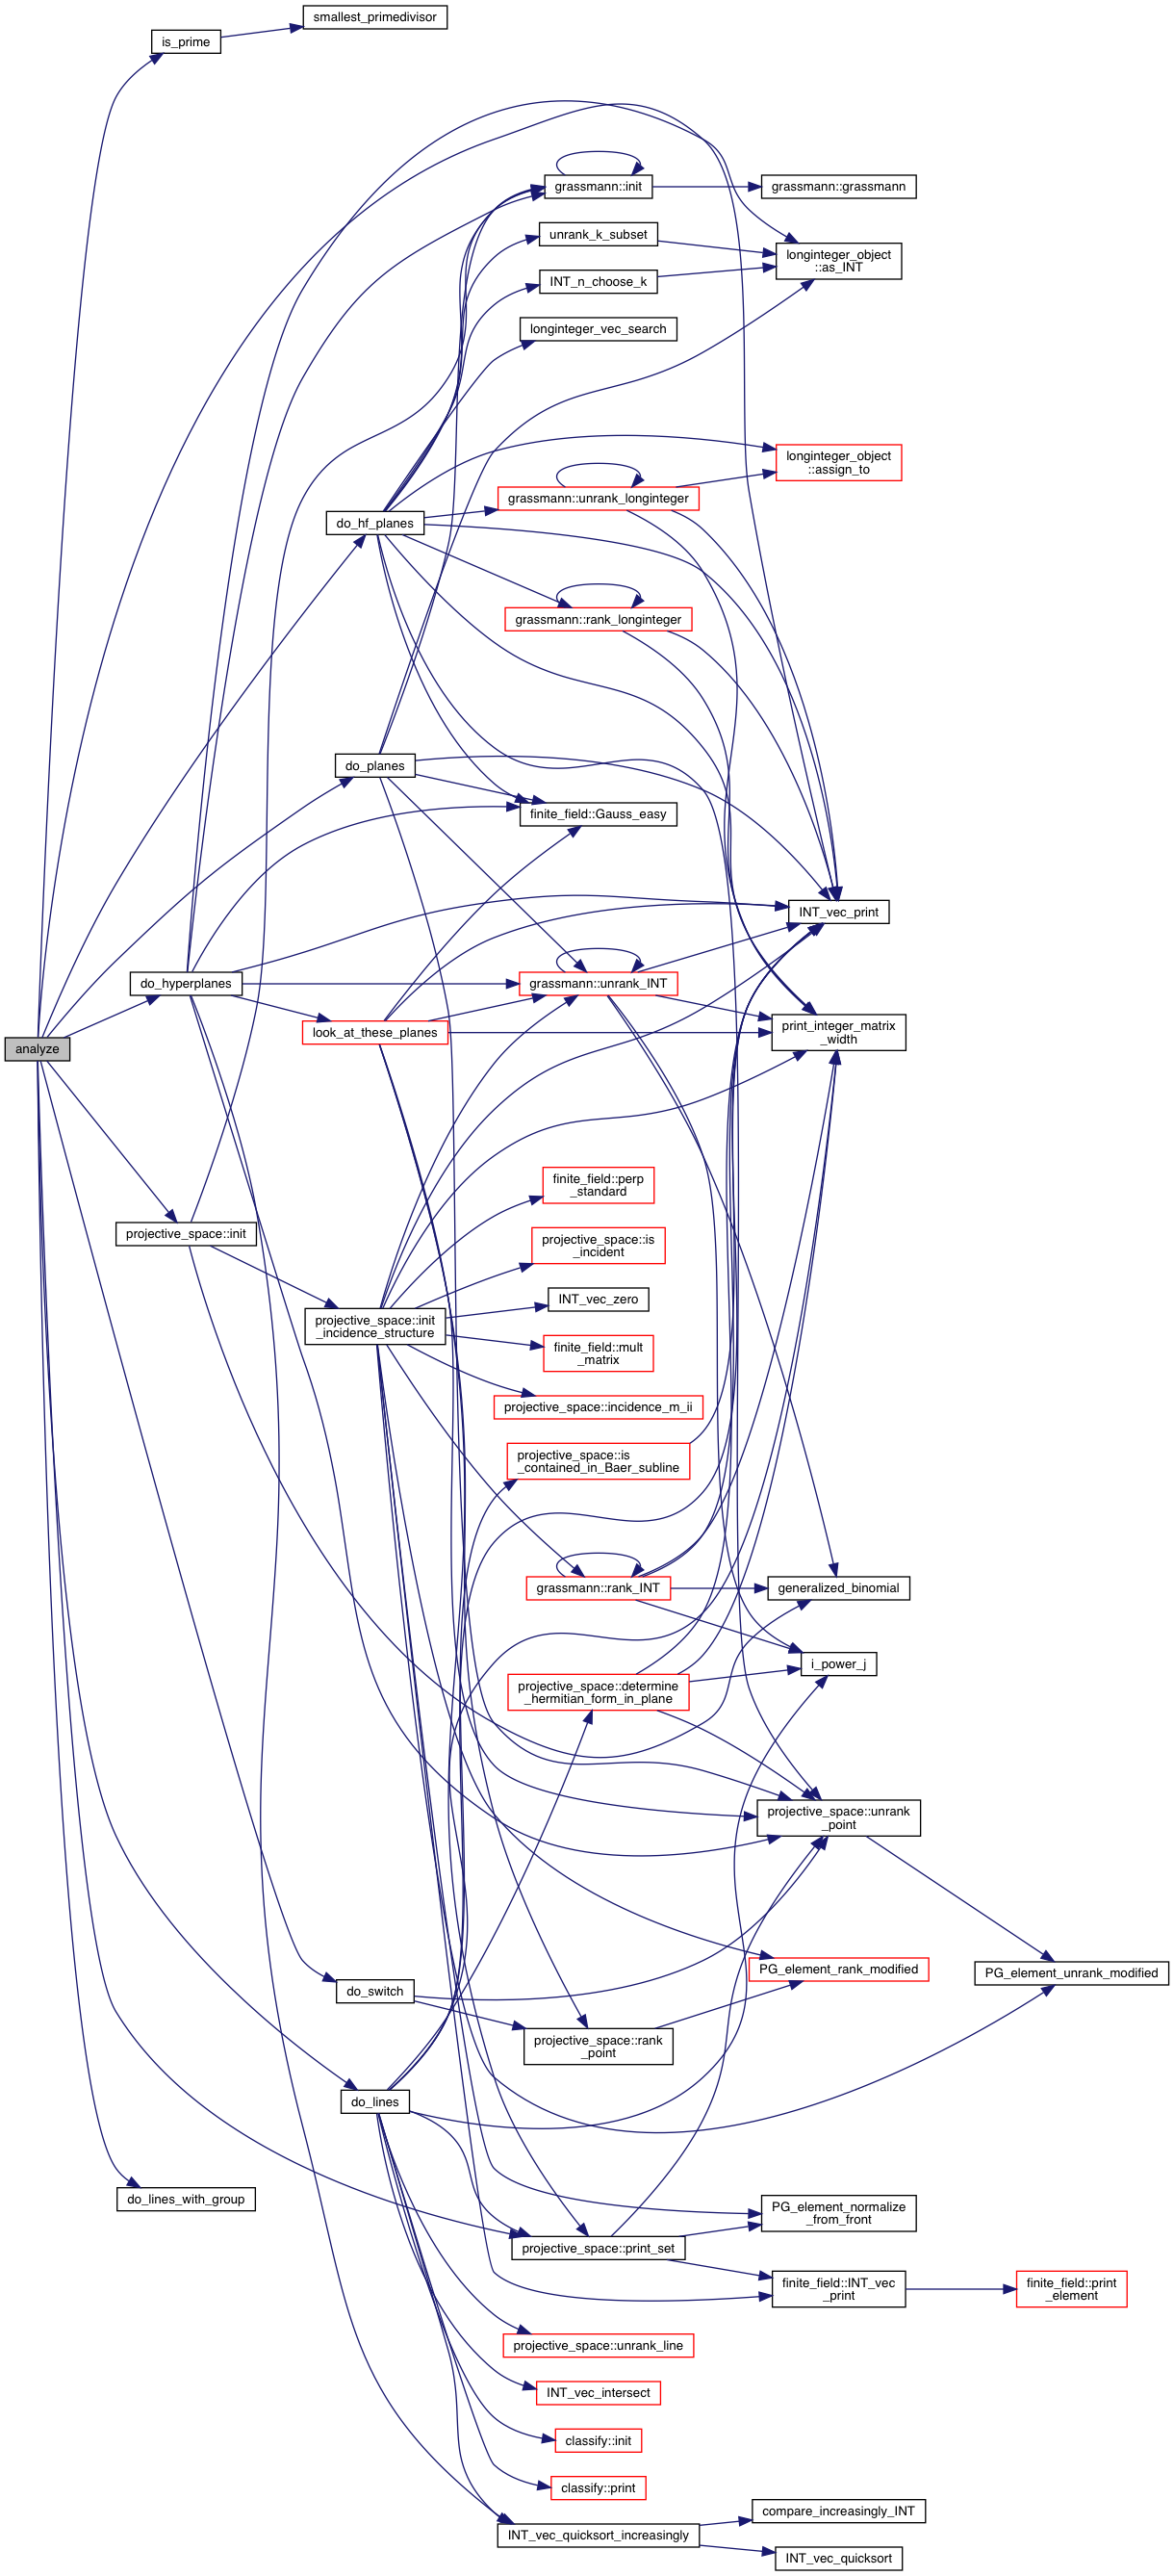 smallest_primedivisor
is_prime
grassmann::init
grassmann::grassmann
unrank_k_subset
longinteger_object
::as_INT
INT_n_choose_k
longinteger_vec_search
longinteger_object
::assign_to
grassmann::unrank_longinteger
do_hf_planes
grassmann::rank_longinteger
do_planes
finite_field::Gauss_easy
INT_vec_print
do_hyperplanes
grassmann::unrank_INT
look_at_these_planes
print_integer_matrix
_width
analyze
finite_field::perp
_standard
projective_space::init
projective_space::is
_incident
INT_vec_zero
projective_space::init
_incidence_structure
finite_field::mult
_matrix
projective_space::incidence_m_ii
projective_space::is
_contained_in_Baer_subline
grassmann::rank_INT
generalized_binomial
i_power_j
projective_space::determine
_hermitian_form_in_plane
projective_space::unrank
_point
PG_element_rank_modified
PG_element_unrank_modified
do_switch
projective_space::rank
_point
do_lines
do_lines_with_group
PG_element_normalize
_from_front
projective_space::print_set
finite_field::INT_vec
_print
finite_field::print
_element
projective_space::unrank_line
INT_vec_intersect
classify::init
classify::print
compare_increasingly_INT
INT_vec_quicksort_increasingly
INT_vec_quicksort